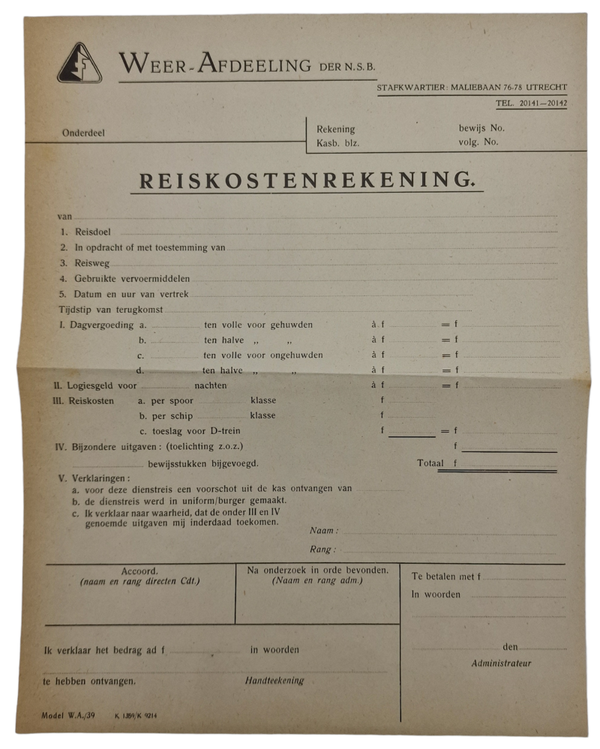 WEER-AFDEELING DER N.S.B.
STAFKWARTIER: MALIEBAAN 76-78 UTRECHT
TEL. 20141—20142
Onderdeel
Rekening bewijs No.
Kasb. blz. volg. No.
REISKOSTENREKENING.
van
1. Reisdoel
2. In opdracht of met toestemming van
3. Reisweg
4. Gebruikte vervoermiddelen
5. Datum en uur van vertrek
Tijdstip van terugkomst
I. Dagvergoeding a. ten volle voor gehuwden à f = f
b. ten halve „ „ à f = f
c. ten volle voor ongehuwden à f = f
d. ten halve „ „ à f = f
II. Logiesgeld voor nachten à f = f
III. Reiskosten a. per spoor klasse f
b. per schip klasse f
c. toeslag voor D-trein f = f
IV. Bijzondere uitgaven: (toelichting z.o.z.) f
bewijsstukken bijgevoegd. Totaal f
V. Verklaringen:
a. voor deze dienstreis een voorschot uit de kas ontvangen van
b. de dienstreis werd in uniform/burger gemaakt.
c. Ik verklaar naar waarheid, dat de onder III en IV
genoemde uitgaven mij inderdaad toekomen.
Naam:
Rang:
Accoord.
(naam en rang directen Cdt.)
Na onderzoek in orde bevonden.
(Naam en rang adm.)
Te betalen met f
In woorden
den
Administrateur
Ik verklaar het bedrag ad f in woorden
te hebben ontvangen. Handteekening
Model W.A./39 K 1359/K 9214